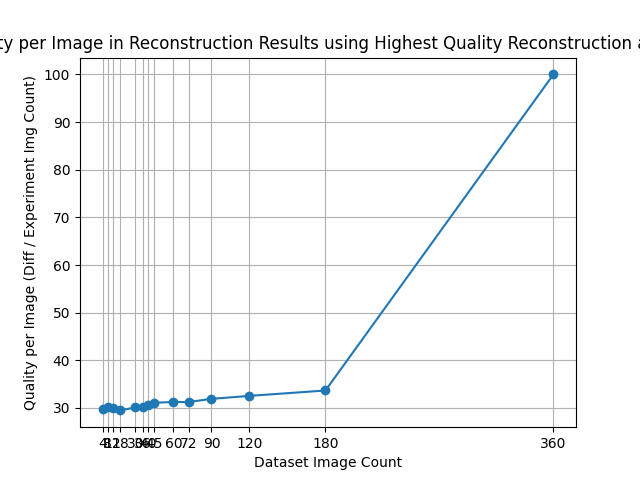 ty per Image in Reconstruction Results using Highest Quality Reconstruction a
Quality per Image (Diff / Experiment Img Count)
100
90
80
70
60
50
40
30
60 72 90 120 180 360
Dataset Image Count